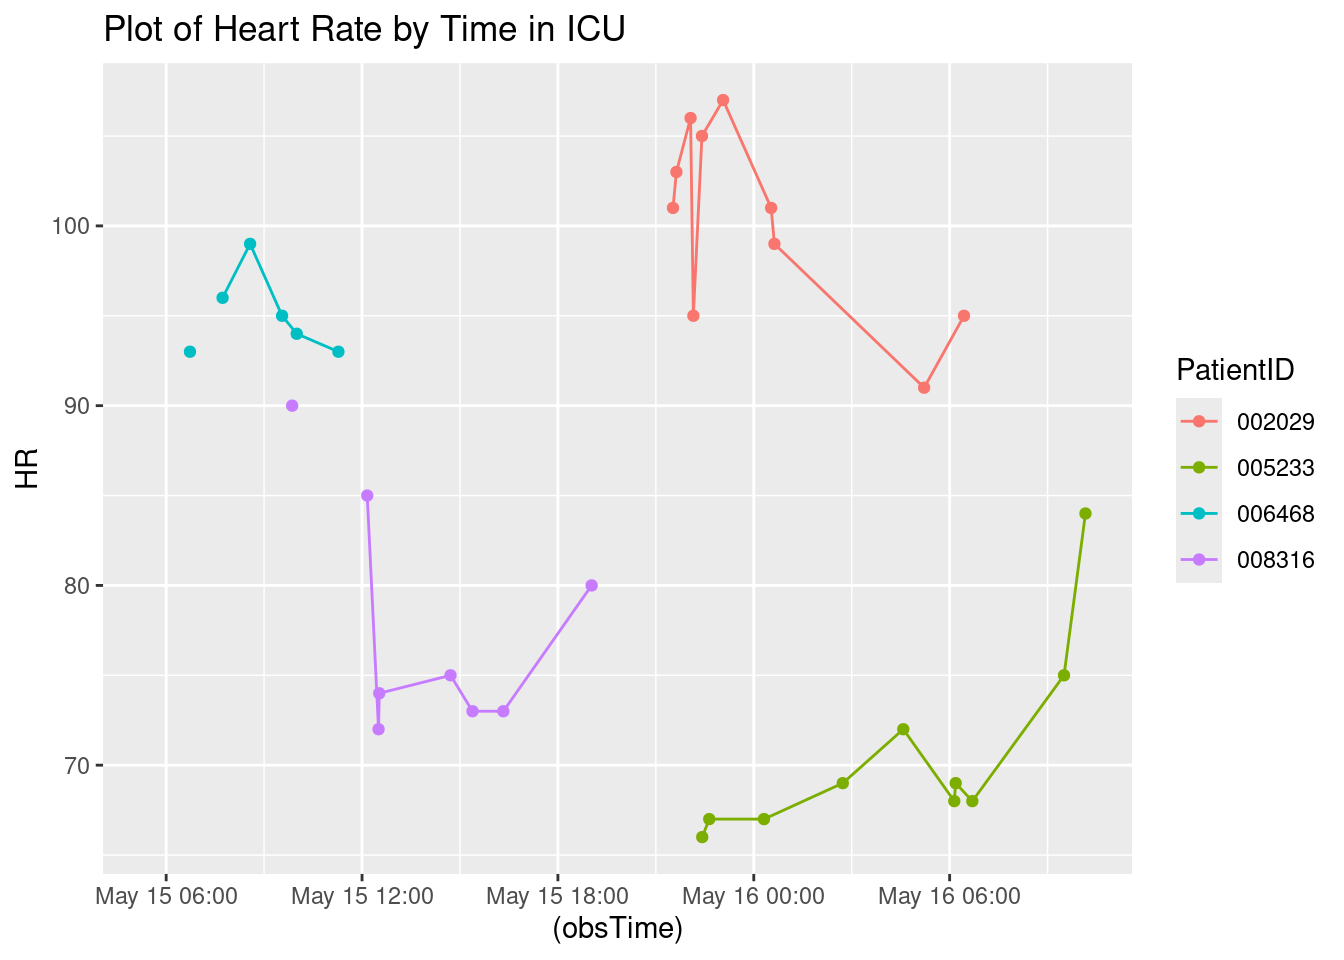 Plot of Heart Rate by Time in ICU
100
90
80
70
HR
May 15 06:00
May 15 12:00
May 15 18:00
May 16 00:00
May 16 06:00
(obsTime)
PatientID
002029
005233
006468
008316